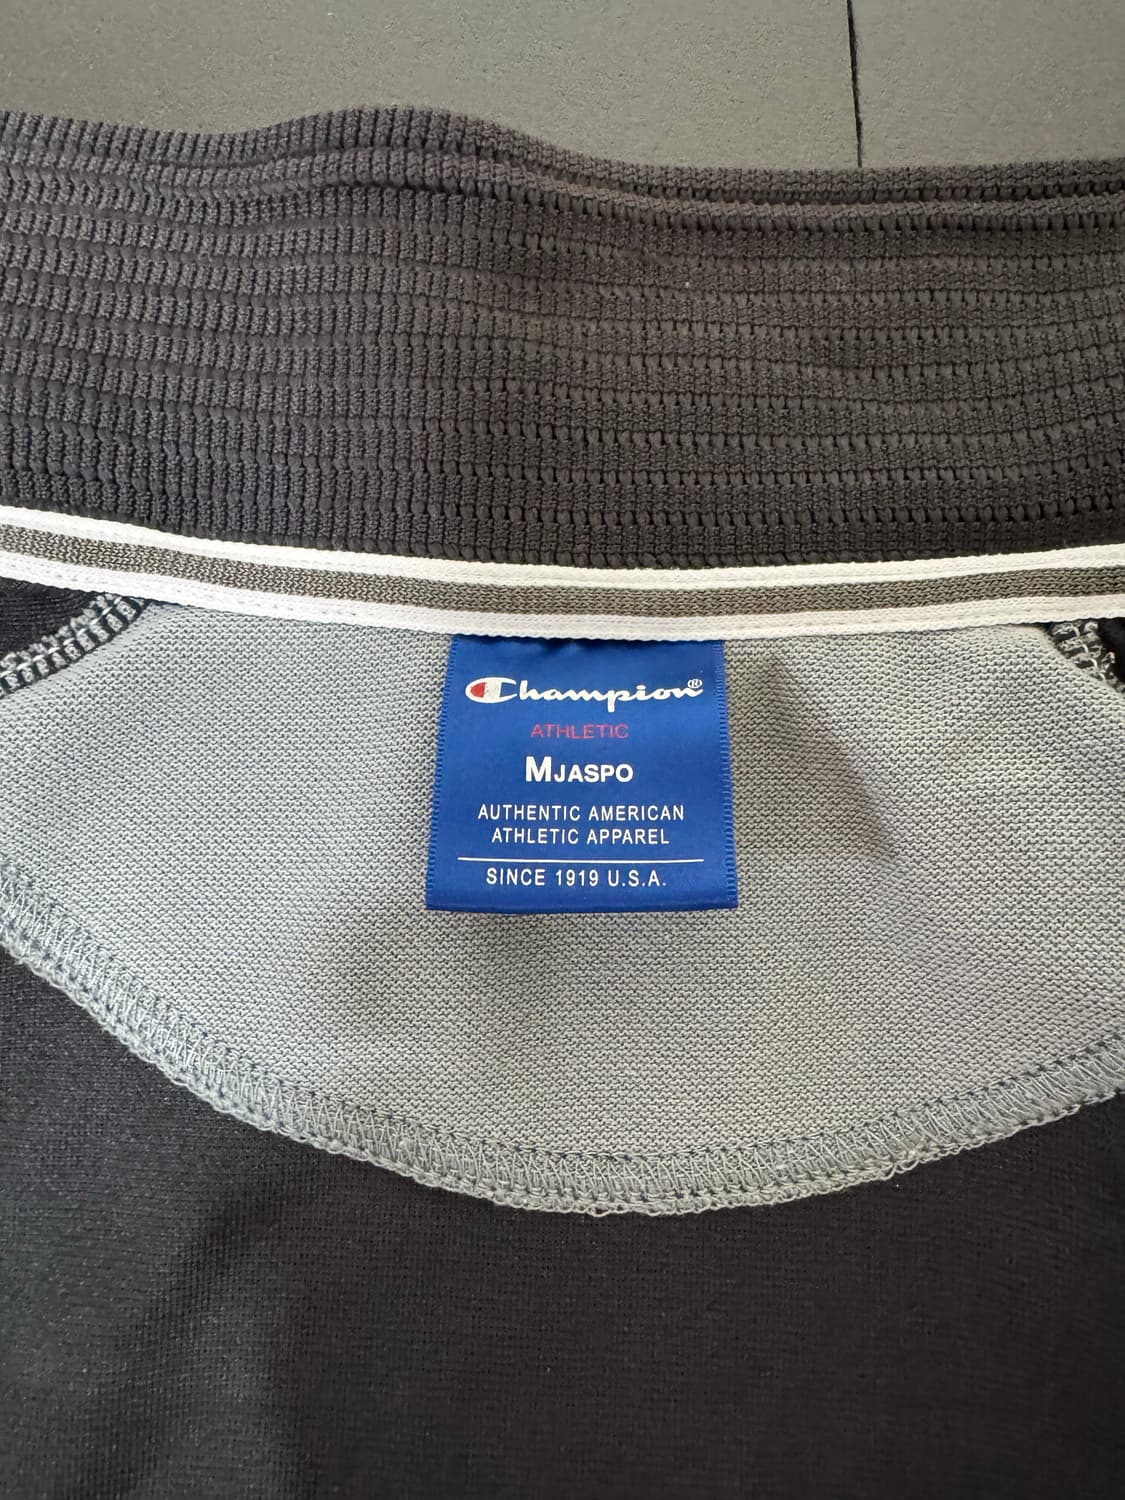 Champion®
ATHLETIC
MJASPO
AUTHENTIC AMERICAN
ATHLETIC APPAREL
SINCE 1919 U.S.A.